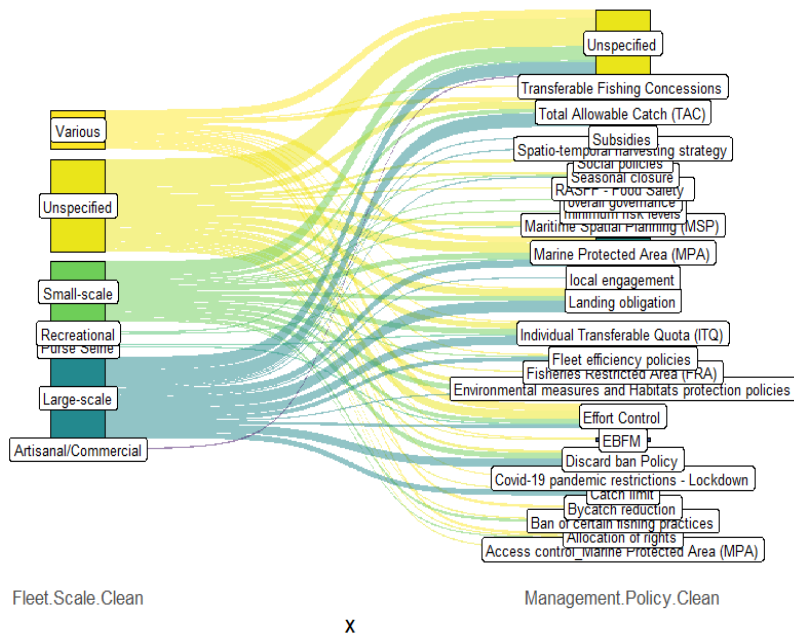 Various
Unspecified
Small-scale
Recreational
Purse Seine
Large-scale
Artisanal/Commercial
Unspecified
Transferable Fishing Concessions
Total Allowable Catch (TAC)
Subsidies
Spatio-temporal harvesting strategy
Social policies
Seasonal closure
RASFF - Food Safety
Overall governance
minimum risk levels
Maritime Spatial Planning (MSP)
Marine Protected Area (MPA)
local engagement
Landing obligation
Individual Transferable Quota (ITQ)
Fleet efficiency policies
Fisheries Restricted Area (FRA)
Environmental measures and Habitats protection policies
Effort Control
EBFM
Discard ban Policy
Covid-19 pandemic restrictions - Lockdown
Catch limit
Bycatch reduction
Ban of certain fishing practices
Allocation of rights
Access control_Marine Protected Area (MPA)
Fleet.Scale.Clean
Management.Policy.Clean
x